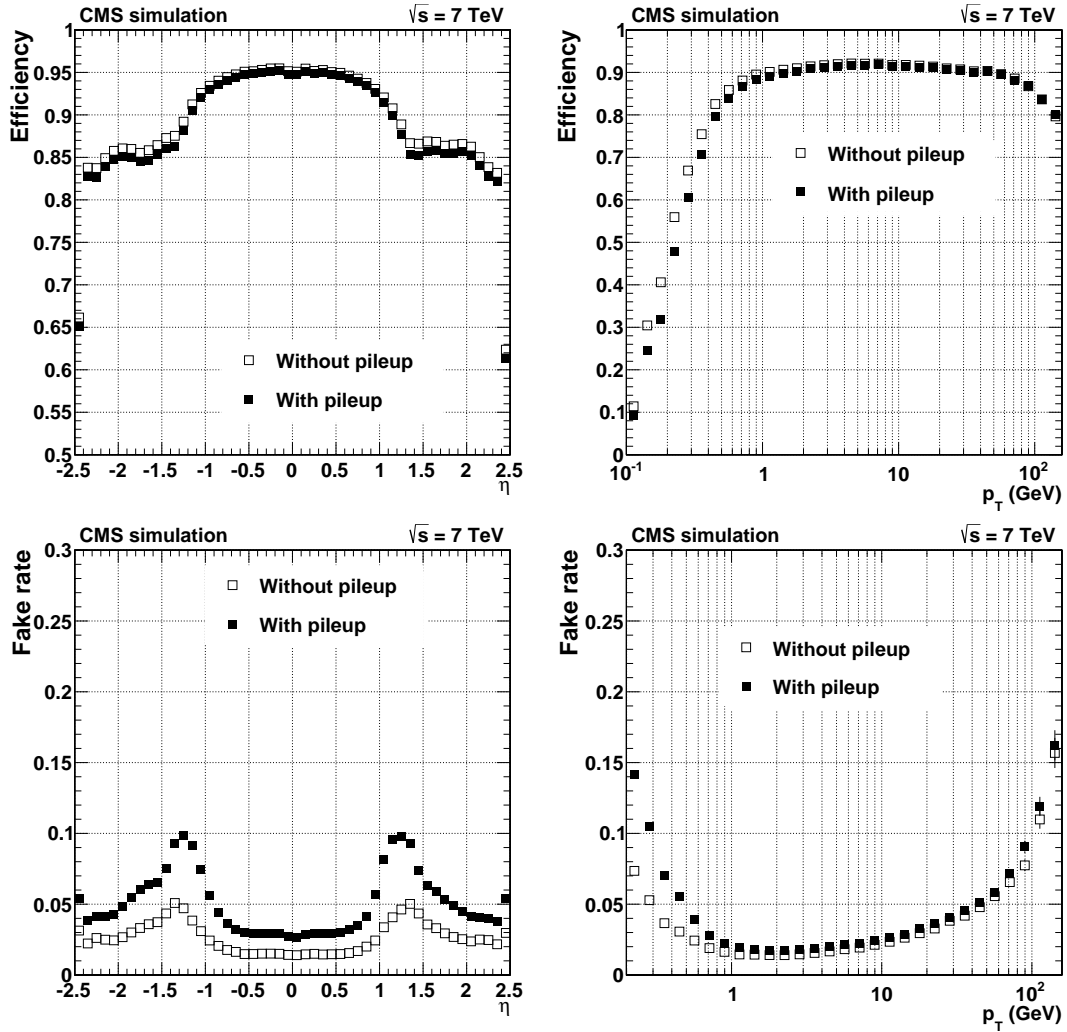 CMS simulation √s = 7 TeV
Efficiency
1
0.95
0.9
0.85
0.8
0.75
0.7
0.65
0.6
0.55
0.5
Without pileup
With pileup
-2.5 -2 -1.5 -1 -0.5 0 0.5 1 1.5 2 2.5
η
CMS simulation √s = 7 TeV
Efficiency
1
0.9
0.8
0.7
0.6
0.5
0.4
0.3
0.2
0.1
0
Without pileup
With pileup
10⁻¹ 1 10 10²
p_T (GeV)
CMS simulation √s = 7 TeV
Fake rate
0.3
0.25
0.2
0.15
0.1
0.05
0
Without pileup
With pileup
-2.5 -2 -1.5 -1 -0.5 0 0.5 1 1.5 2 2.5
η
CMS simulation √s = 7 TeV
Fake rate
0.3
0.25
0.2
0.15
0.1
0.05
0
Without pileup
With pileup
1 10 10²
p_T (GeV)